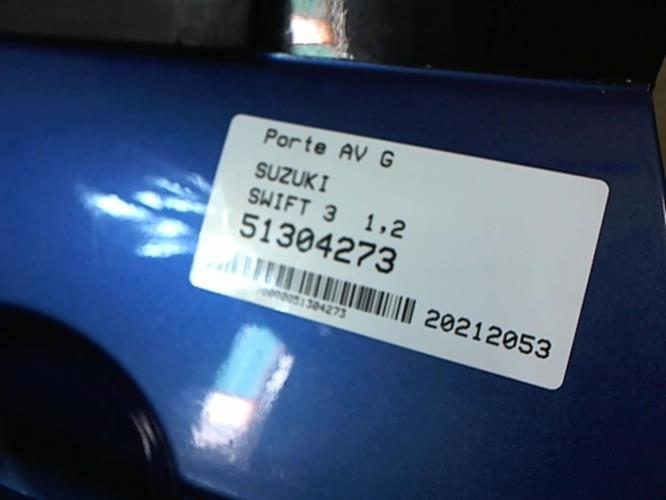 Porte AV G
SUZUKI
SWIFT 3 1,2
51304273
20212053